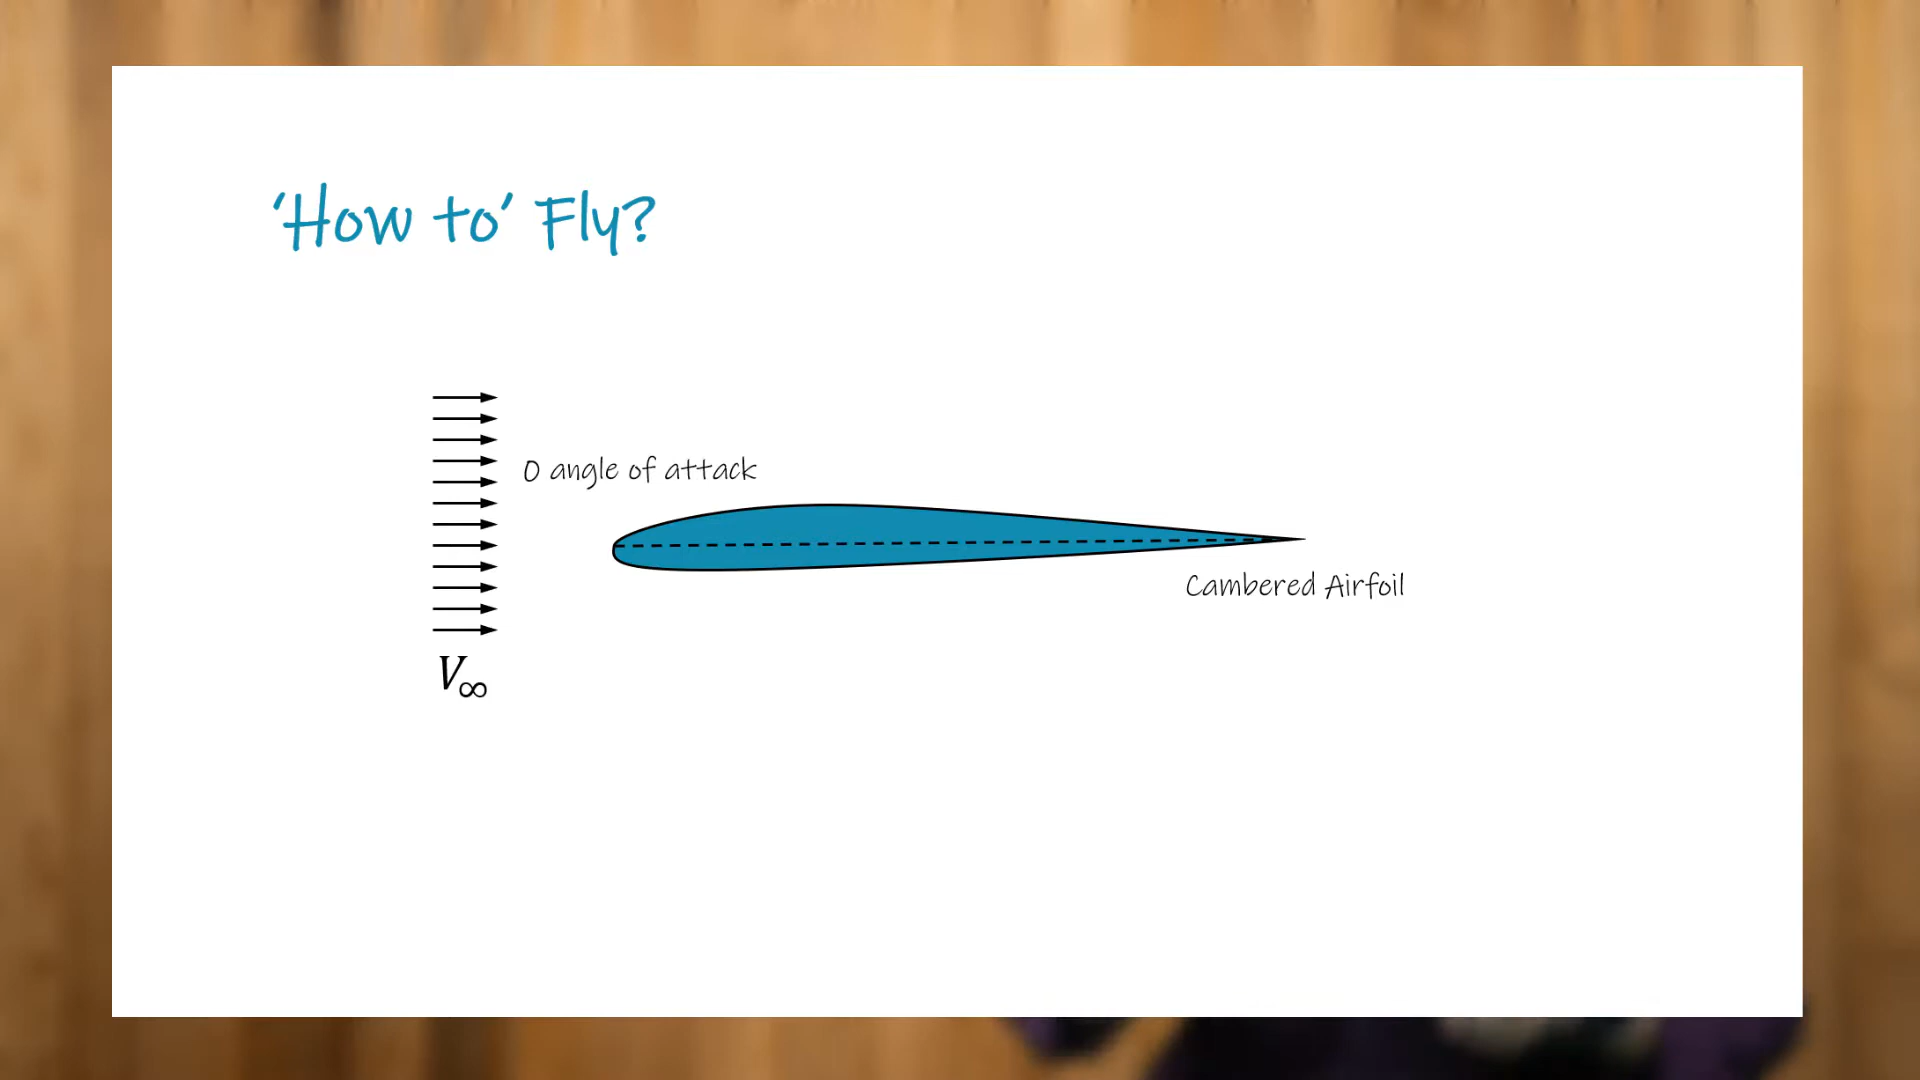 ‘How to’ Fly?
0 angle of attack
Cambered Airfoil
V∞